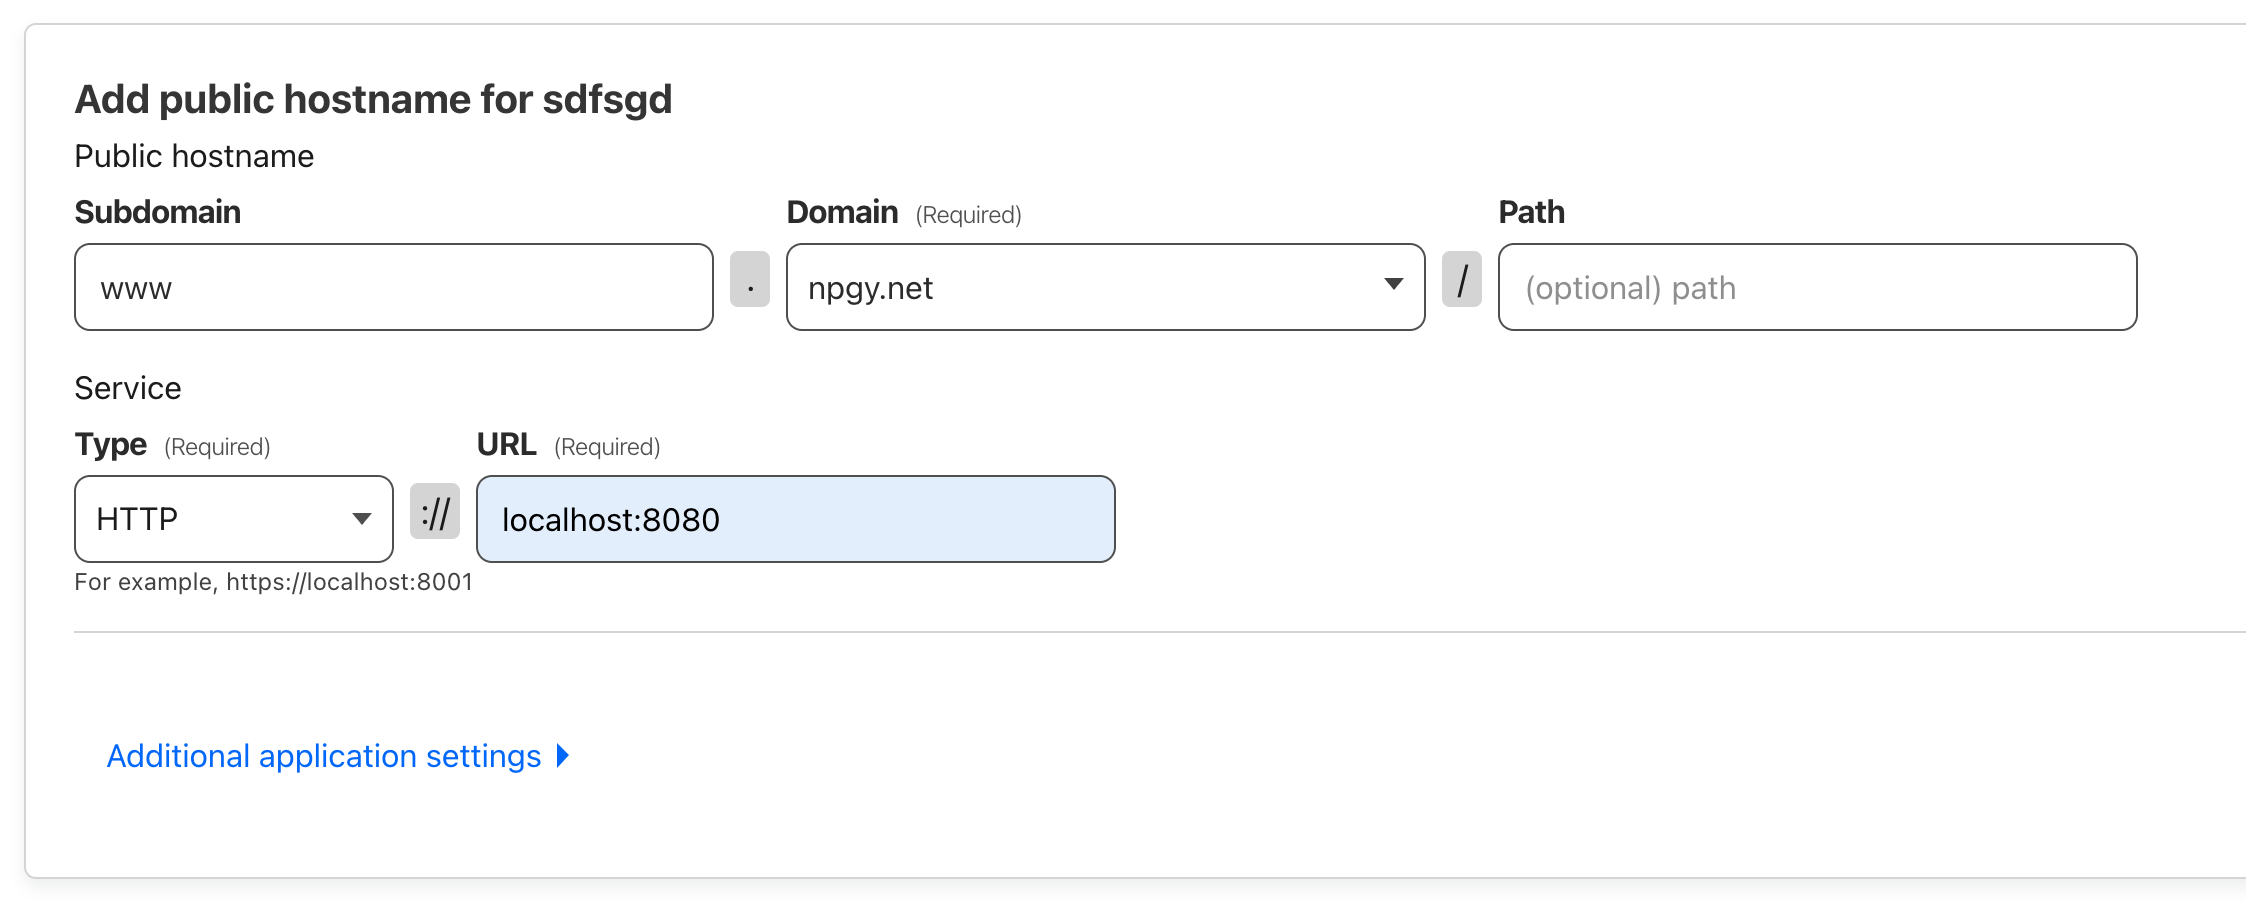 Add public hostname for sdfsgd
Public hostname
Subdomain Domain (Required) Path
www . npgy.net / (optional) path
Service
Type (Required) URL (Required)
HTTP :// localhost:8080
For example, https://localhost:8001
Additional application settings